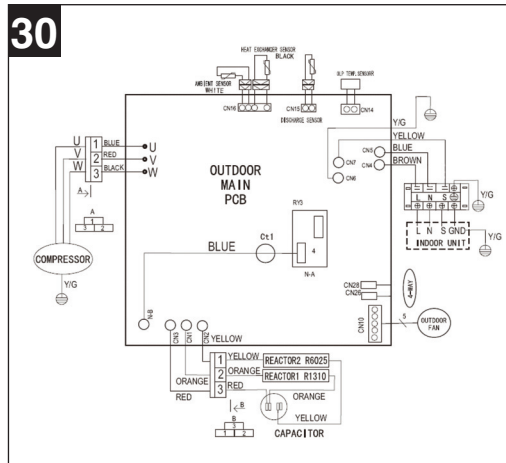 30
HEAT EXCHANGER SENSOR
BLACK
AMBIENT SENSOR
WHITE
CN16
CN15
DISCHARGE SENSOR
CN14
Y/G
YELLOW
BLUE
BROWN
CN5
CN4
CN7
CN6
U
V
W
1 BLUE
2 RED
3 BLACK
U
V
W
A
A
1
3 2
COMPRESSOR
Y/G
OUTDOOR
MAIN
PCB
RY3
4
N-A
Ct1
BLUE
L N S
L N S GND
INDOOR UNIT
Y/G
Y/G
CN28
CN26
4-WAY
CN10
5
OUTDOOR
FAN
N-B
CN3
CN1
CN2
YELLOW
1 YELLOW REACTOR2 R6025
2 ORANGE REACTOR1 R1310
3 RED
ORANGE
RED
ORANGE
YELLOW
B
B
3
1 2
CAPACITOR